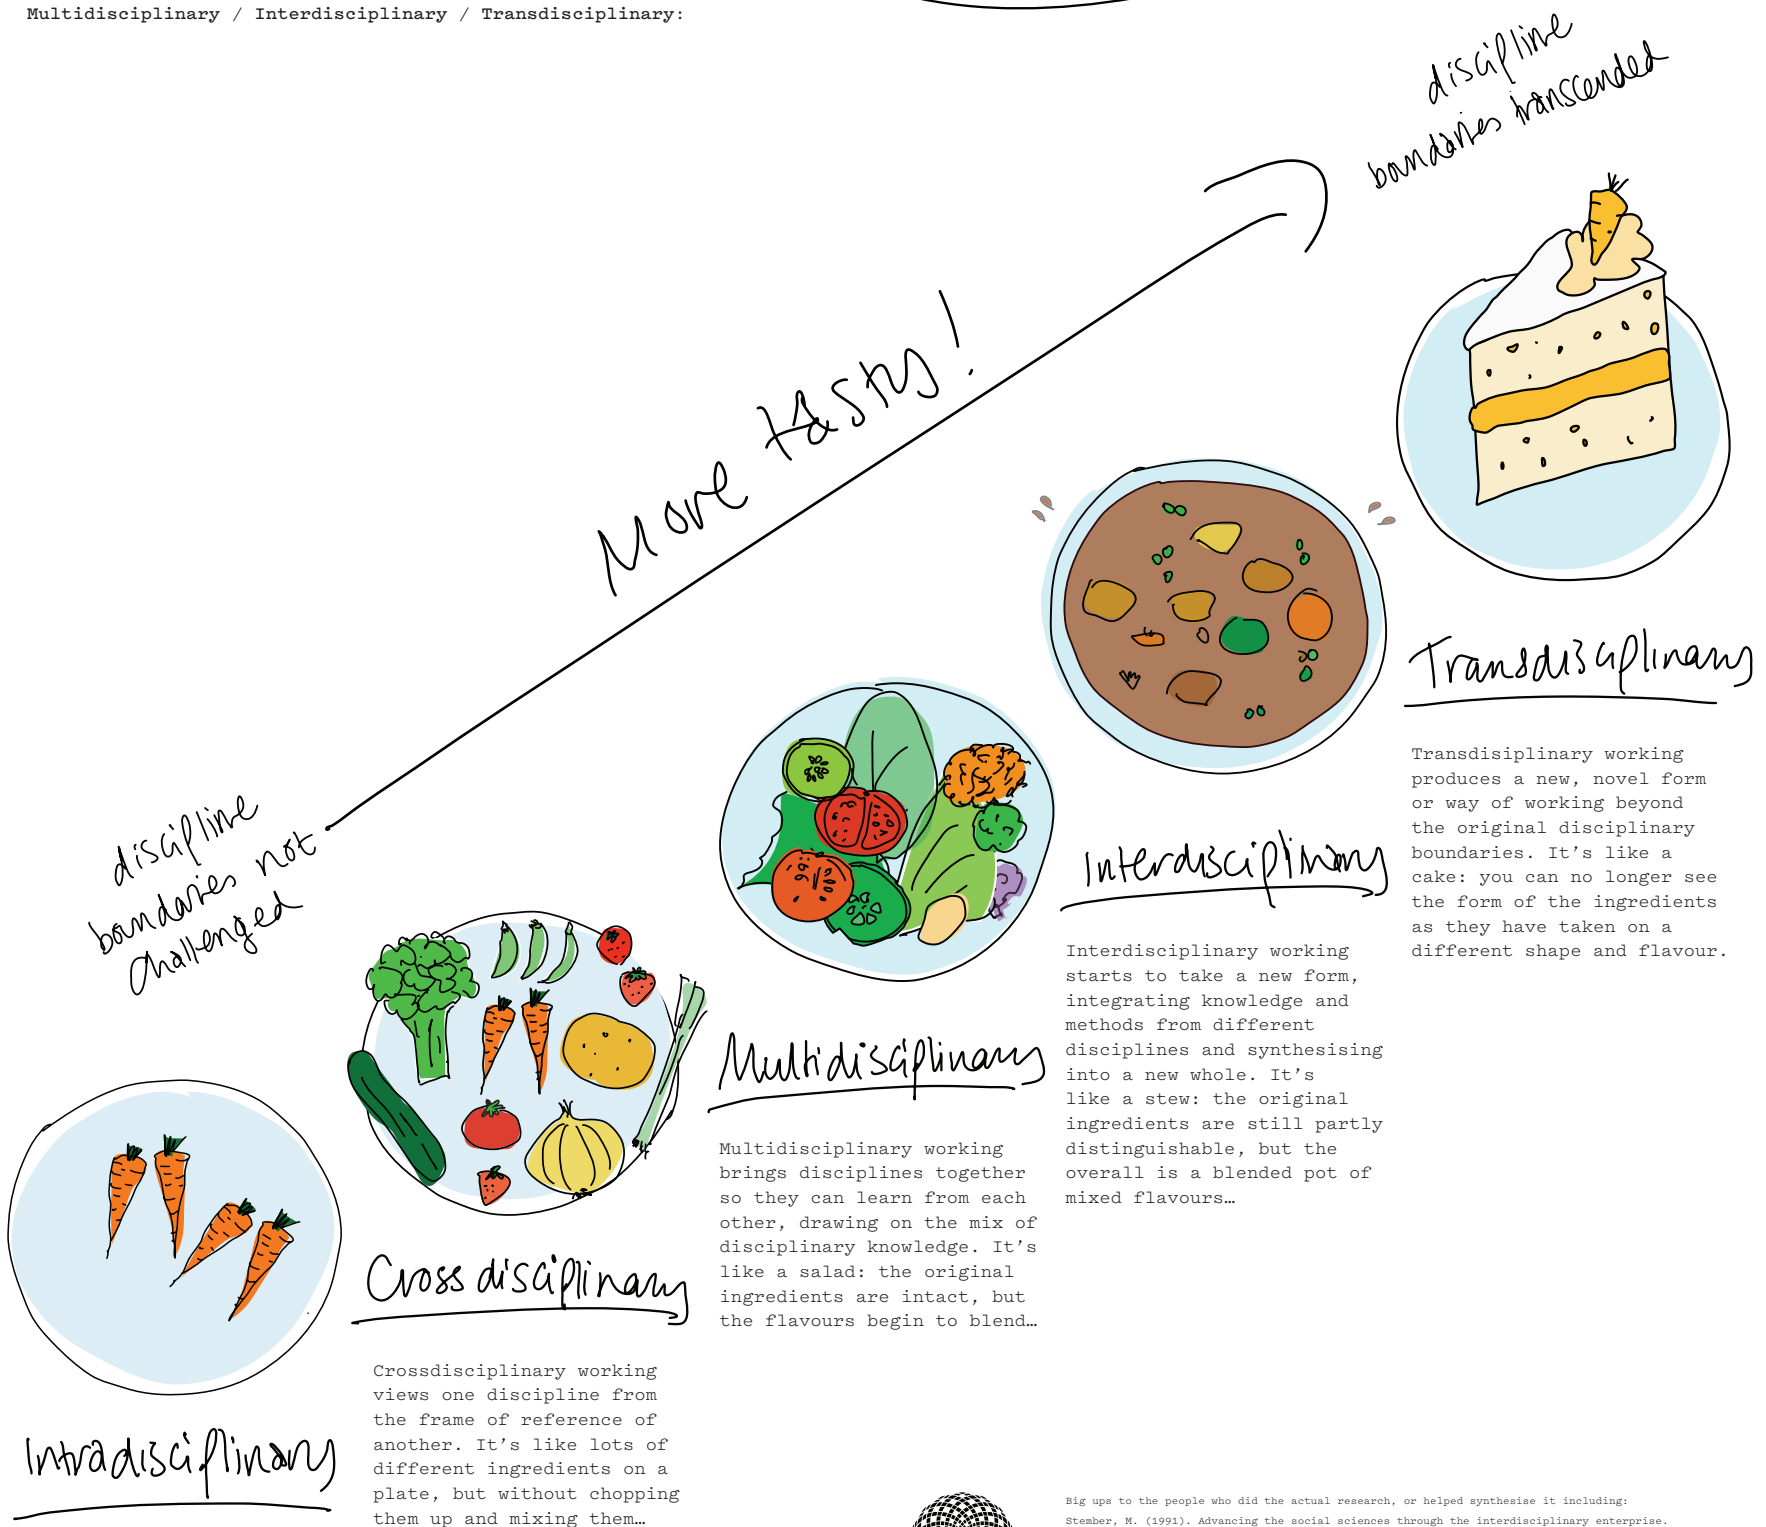 Multidisciplinary / Interdisciplinary / Transdisciplinary:
discipline
boundaries transcended
More tasty!
discipline
boundaries not
challenged
Transdisciplinary
Transdisiplinary working
produces a new, novel form
or way of working beyond
the original disciplinary
boundaries. It’s like a
cake: you can no longer see
the form of the ingredients
as they have taken on a
different shape and flavour.
Interdisciplinary
Interdisciplinary working
starts to take a new form,
integrating knowledge and
methods from different
disciplines and synthesising
into a new whole. It’s
like a stew: the original
ingredients are still partly
distinguishable, but the
overall is a blended pot of
mixed flavours…
Multidisciplinary
Multidisciplinary working
brings disciplines together
so they can learn from each
other, drawing on the mix of
disciplinary knowledge. It’s
like a salad: the original
ingredients are intact, but
the flavours begin to blend…
Crossdisciplinary
Crossdisciplinary working
views one discipline from
the frame of reference of
another. It’s like lots of
different ingredients on a
plate, but without chopping
them up and mixing them…
Intradisciplinary
Big ups to the people who did the actual research, or helped synthesise it including:
Stember, M. (1991). Advancing the social sciences through the interdisciplinary enterprise.